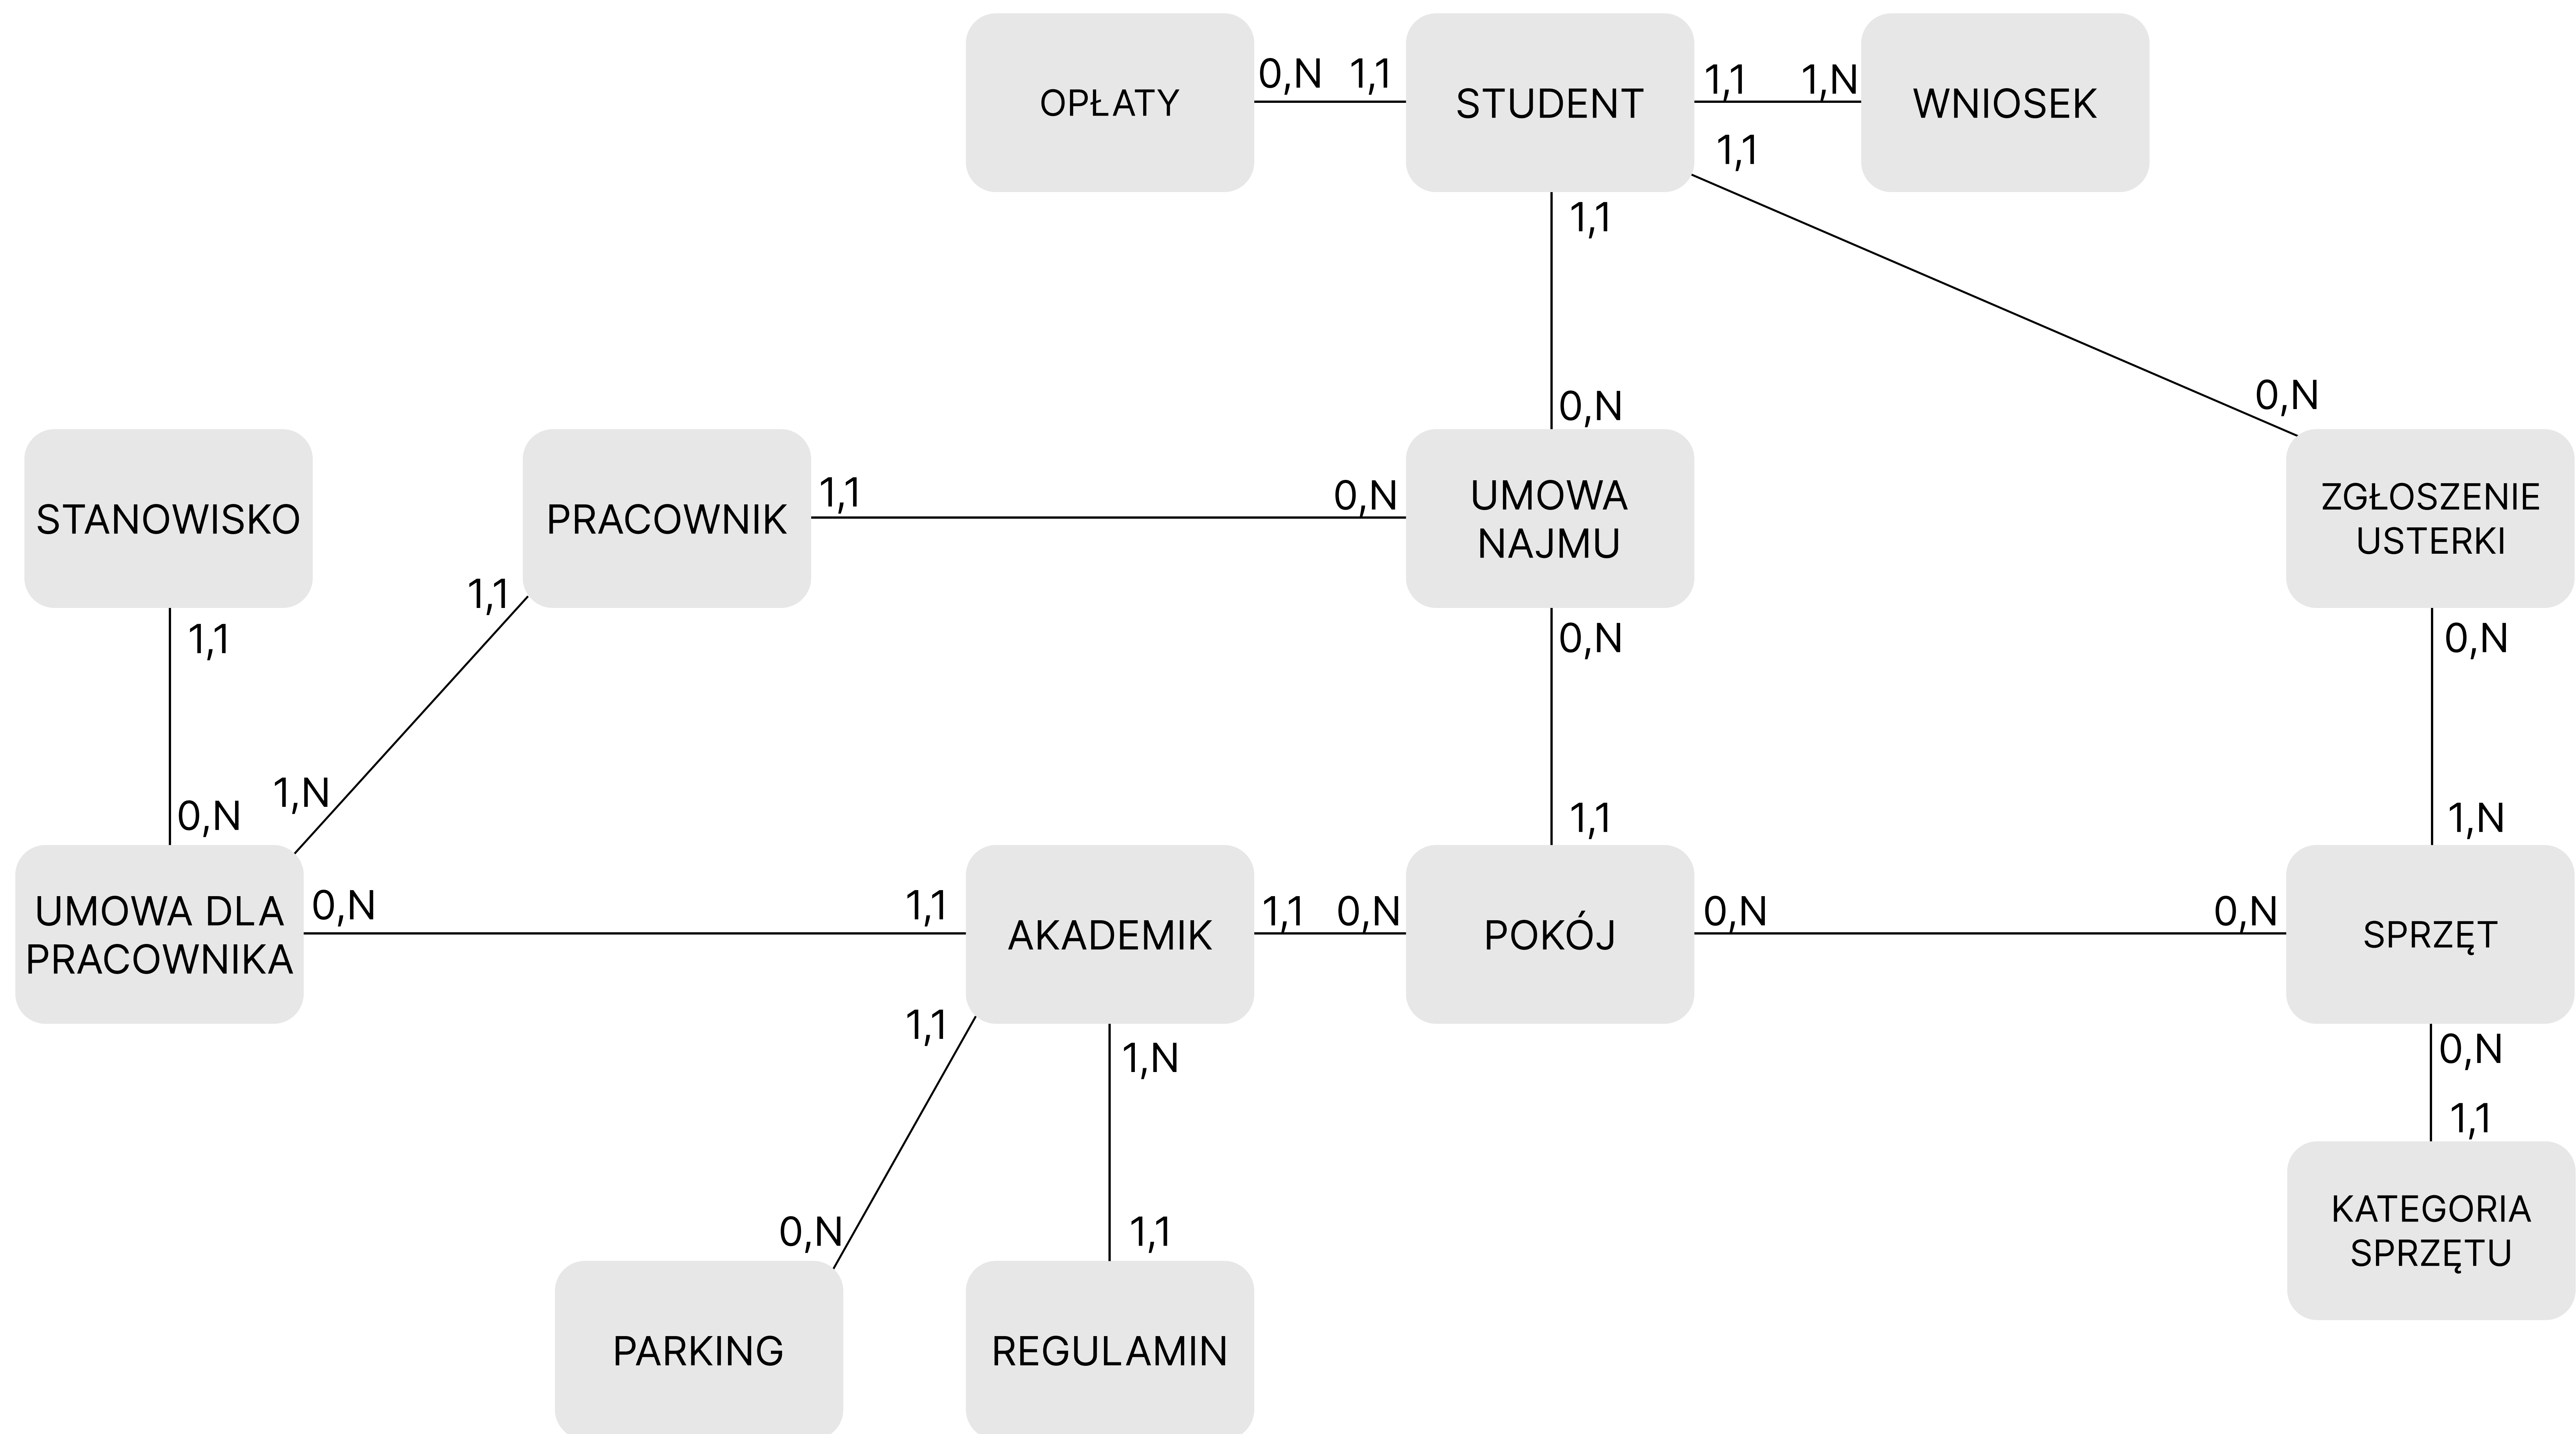 OPŁATY
0,N
1,1
STUDENT
1,1
1,N
WNIOSEK
1,1
1,1
0,N
0,N
STANOWISKO
PRACOWNIK
1,1
0,N
UMOWA
NAJMU
ZGŁOSZENIE
USTERKI
1,1
1,1
0,N
0,N
1,N
0,N
1,1
1,N
UMOWA DLA
PRACOWNIKA
0,N
1,1
AKADEMIK
1,1
0,N
POKÓJ
0,N
0,N
SPRZĘT
1,1
1,N
0,N
1,1
0,N
1,1
KATEGORIA
SPRZĘTU
PARKING
REGULAMIN